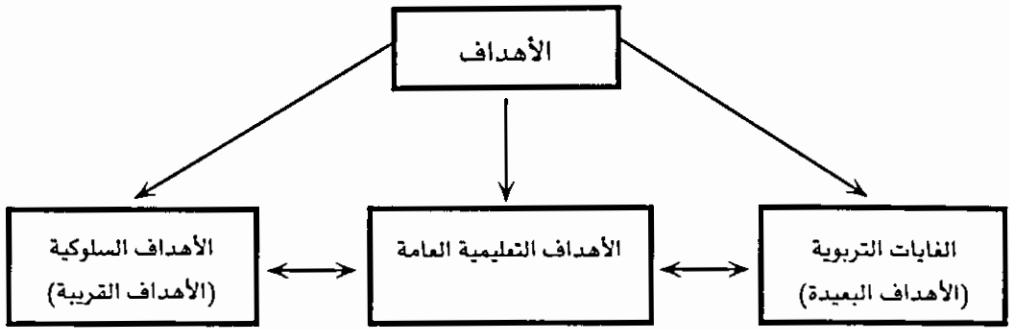 الأهداف
الغايات التربوية
(الأهداف البعيدة)
الأهداف التعليمية العامة
الأهداف السلوكية
(الأهداف القريبة)